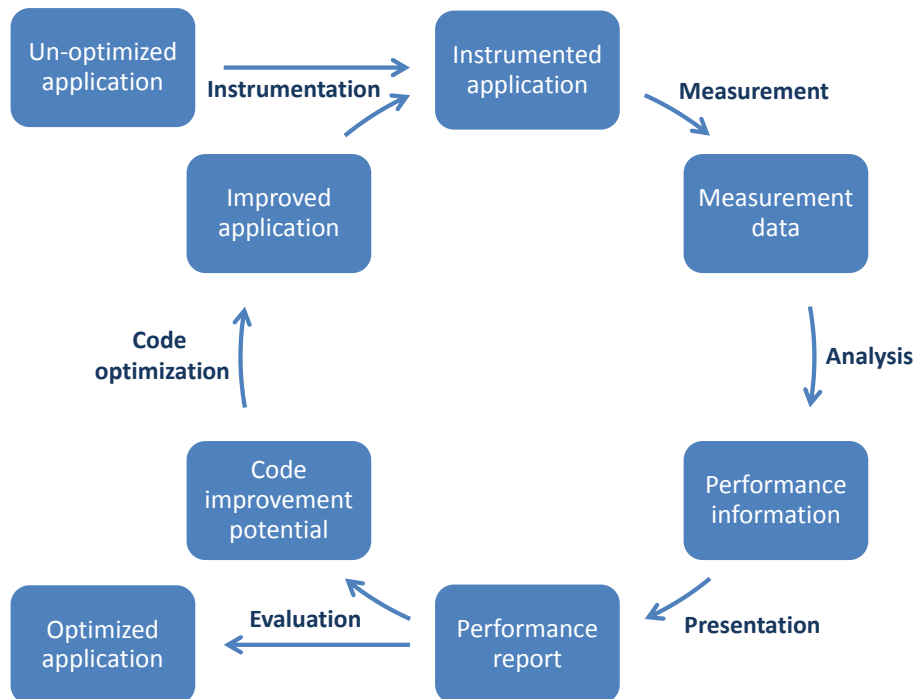 Un-optimized
application
Instrumentation
Instrumented
application
Measurement
Improved
application
Measurement
data
Code
optimization
Analysis
Code
improvement
potential
Performance
information
Optimized
application
Evaluation
Performance
report
Presentation